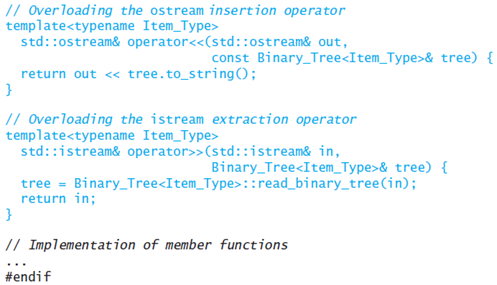 // Overloading the ostream insertion operator
template<typename Item_Type>
  std::ostream& operator<<(std::ostream& out,
                           const Binary_Tree<Item_Type>& tree) {
  return out << tree.to_string();
}

// Overloading the istream extraction operator
template<typename Item_Type>
  std::istream& operator>>(std::istream& in,
                           Binary_Tree<Item_Type>& tree) {
  tree = Binary_Tree<Item_Type>::read_binary_tree(in);
  return in;
}

// Implementation of member functions
...
#endif